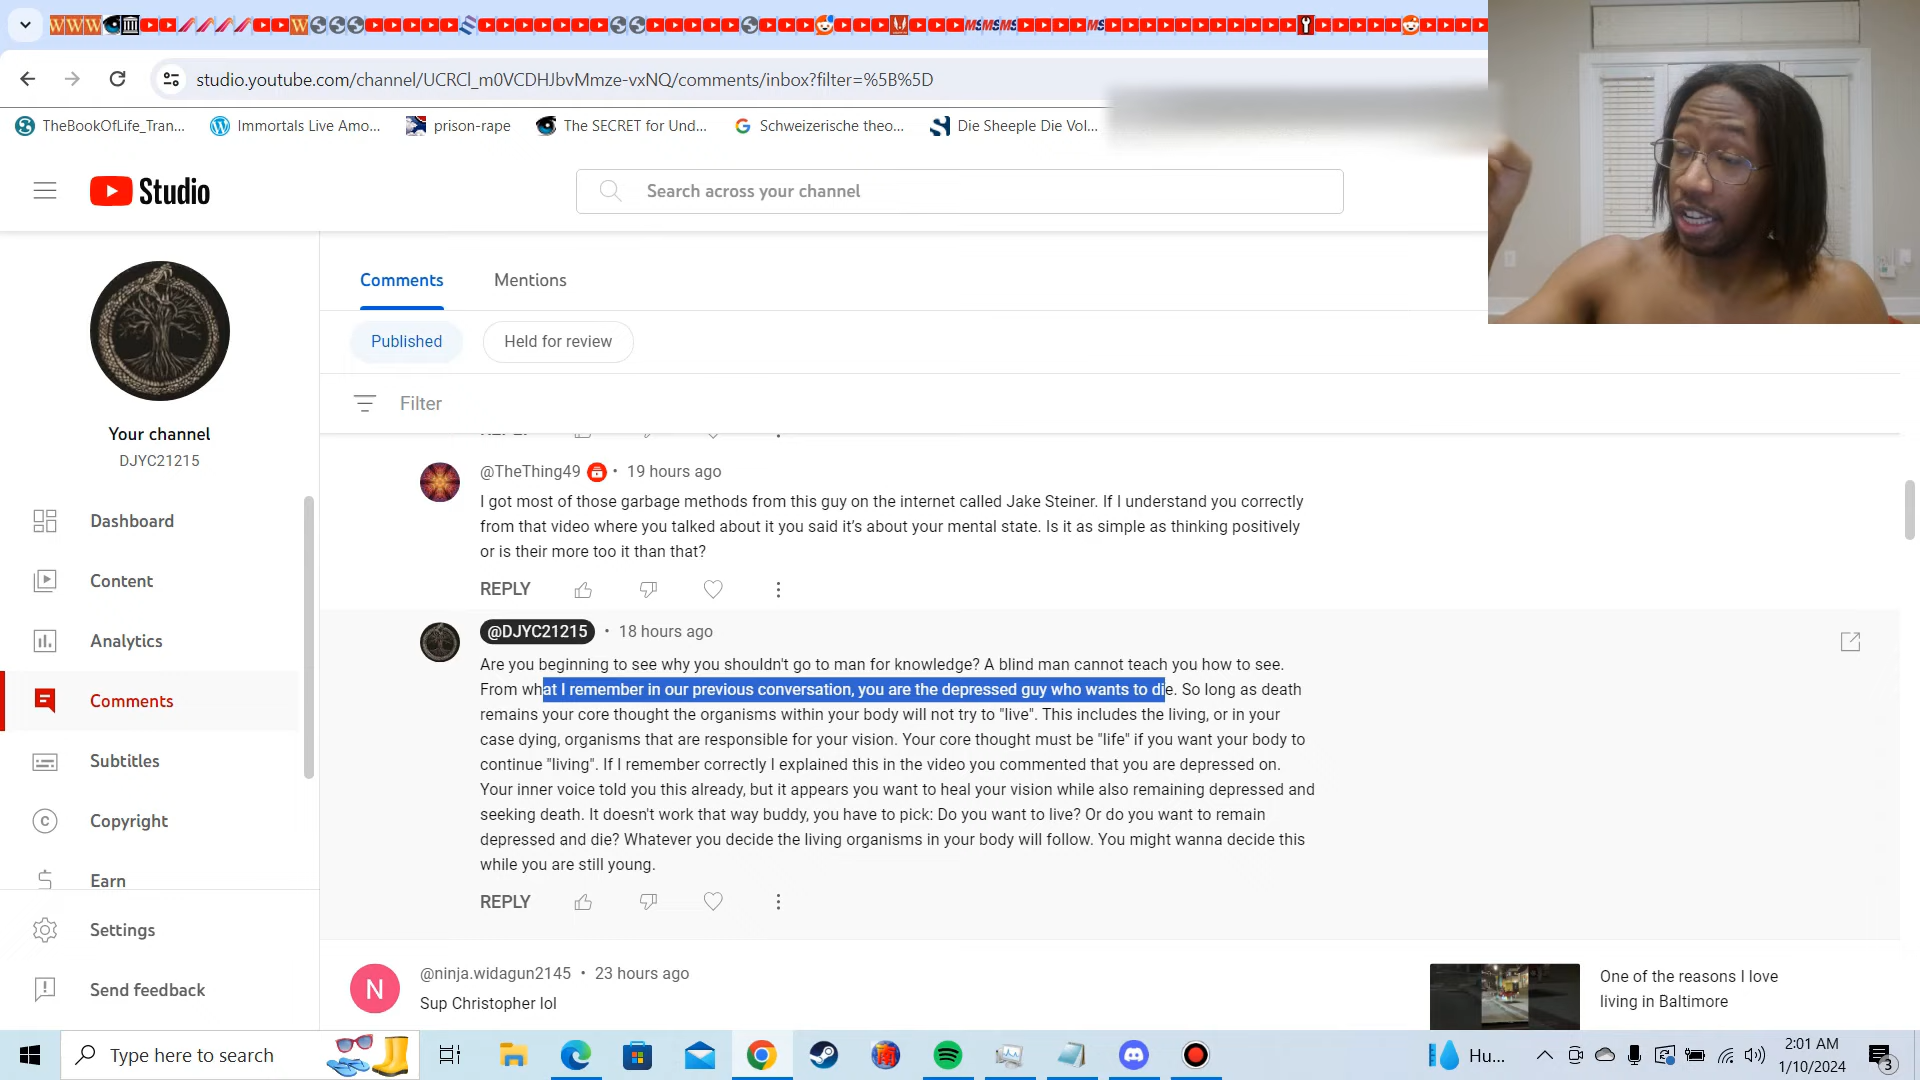 studio.youtube.com/channel/UCRCl_m0VCDHJbvMmze-vxNQ/comments/inbox?filter=%5B%5D
TheBookOfLife_Tran...
Immortals Live Amo...
prison-rape
The SECRET for Und...
Schweizerische theo...
Die Sheeple Die Vol...
Studio
Search across your channel
Your channel
DJYC21215
Dashboard
Content
Analytics
Comments
Subtitles
Copyright
Earn
Settings
Send feedback
Comments
Mentions
Published
Held for review
Filter
@TheThing49 • 19 hours ago
I got most of those garbage methods from this guy on the internet called Jake Steiner. If I understand you correctly
from that video where you talked about it you said it's about your mental state. Is it as simple as thinking positively
or is their more too it than that?
REPLY
@DJYC21215 • 18 hours ago
Are you beginning to see why you shouldn't go to man for knowledge? A blind man cannot teach you how to see.
From what I remember in our previous conversation, you are the depressed guy who wants to die. So long as death
remains your core thought the organisms within your body will not try to "live". This includes the living, or in your
case dying, organisms that are responsible for your vision. Your core thought must be "life" if you want your body to
continue "living". If I remember correctly I explained this in the video you commented that you are depressed on.
Your inner voice told you this already, but it appears you want to heal your vision while also remaining depressed and
seeking death. It doesn't work that way buddy, you have to pick: Do you want to live? Or do you want to remain
depressed and die? Whatever you decide the living organisms in your body will follow. You might wanna decide this
while you are still young.
REPLY
N
@ninja.widagun2145 • 23 hours ago
Sup Christopher lol
One of the reasons I love
living in Baltimore
Type here to search
Hu...
2:01 AM
1/10/2024
3